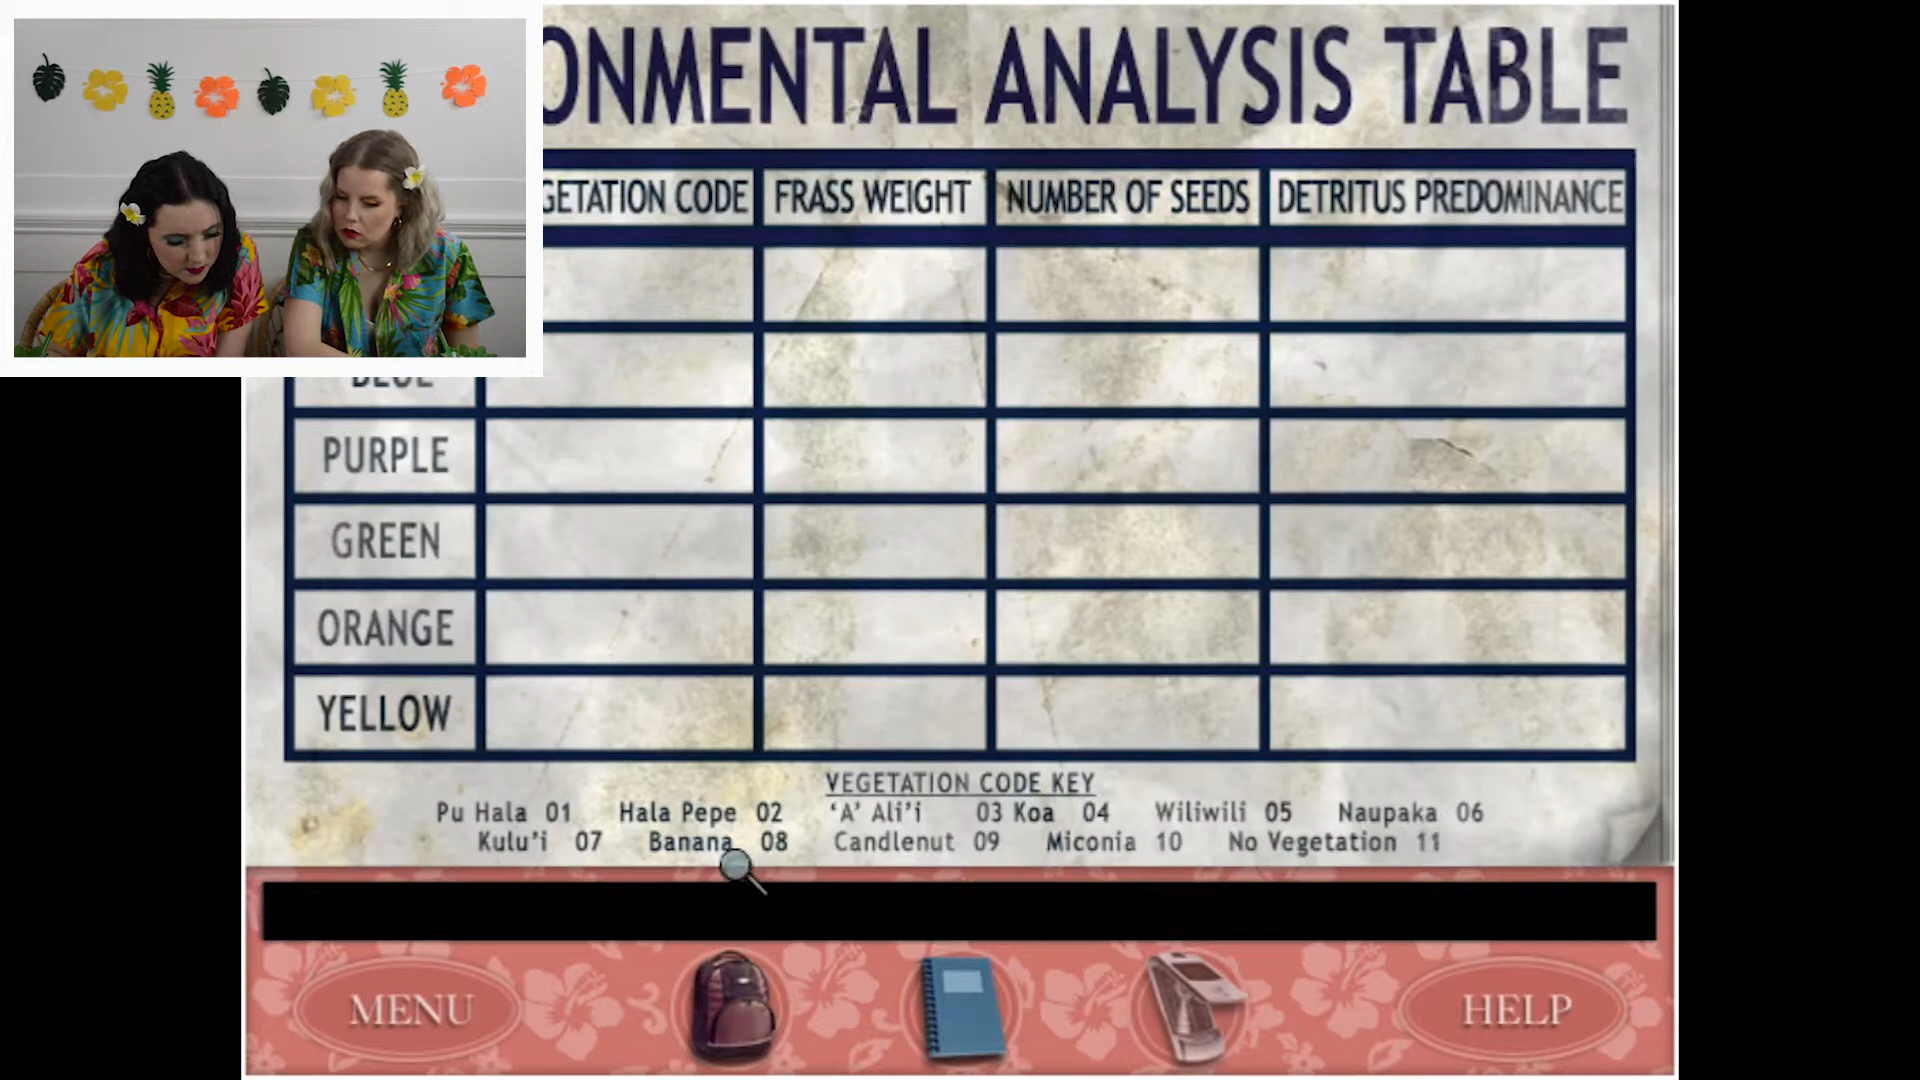 ONMENTAL ANALYSIS TABLE
GETATION CODE FRASS WEIGHT NUMBER OF SEEDS DETRITUS PREDOMINANCE
BLUE
PURPLE
GREEN
ORANGE
YELLOW
VEGETATION CODE KEY
Pu Hala 01 Hala Pepe 02 'A' Ali'i 03 Koa 04 Wiliwili 05 Naupaka 06
Kulu'i 07 Banana 08 Candlenut 09 Miconia 10 No Vegetation 11
MENU HELP